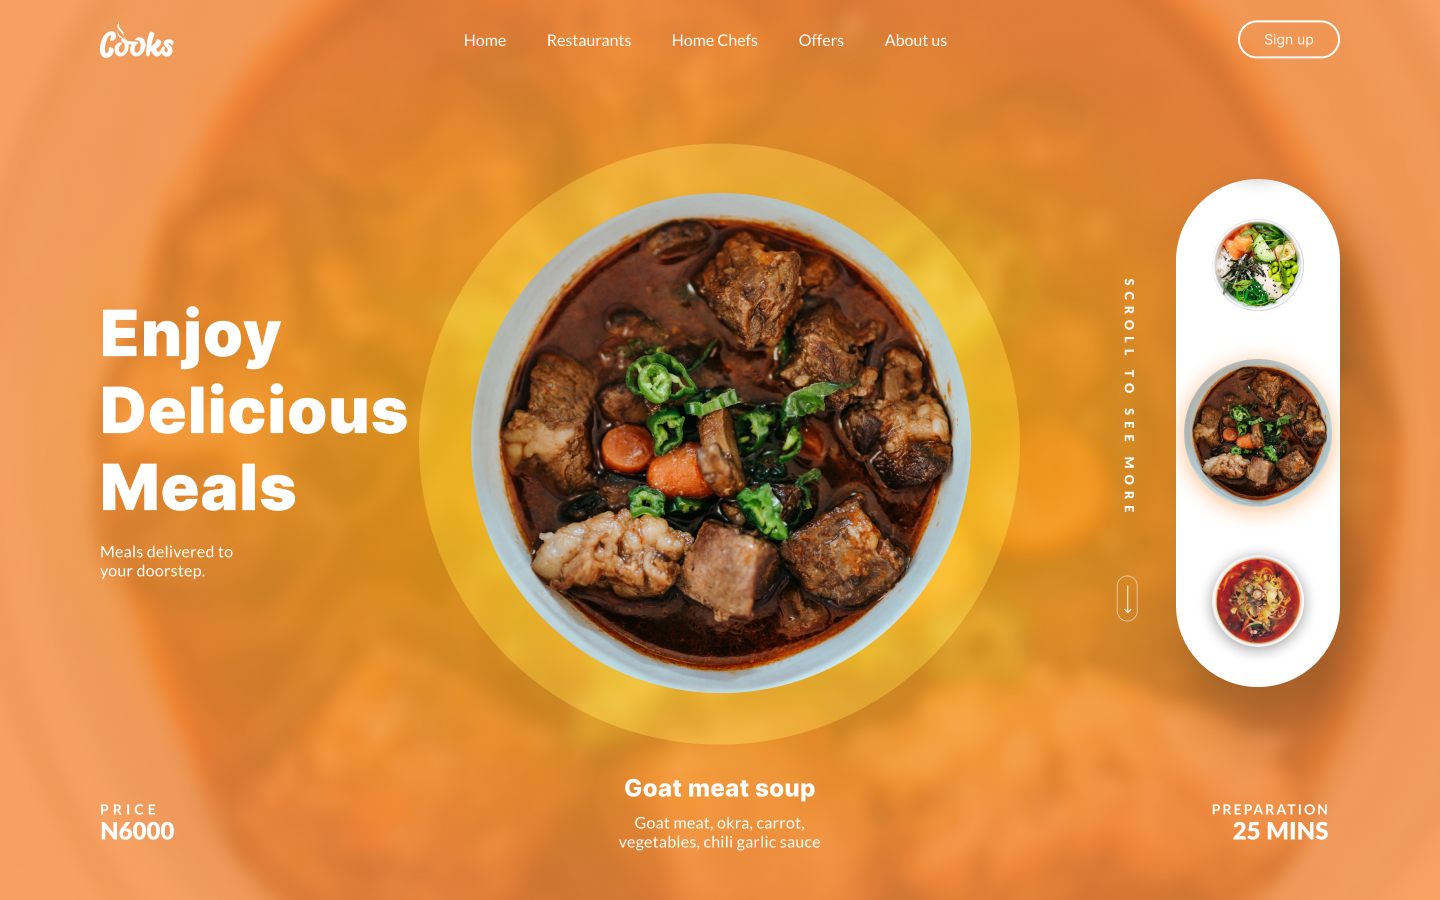 Cooks
Home
Restaurants
Home Chefs
Offers
About us
Sign up
Enjoy
Delicious
Meals
Meals delivered to
your doorstep.
SCROLL TO SEE MORE
Goat meat soup
Goat meat, okra, carrot,
vegetables, chili garlic sauce
PRICE
N6000
PREPARATION
25 MINS